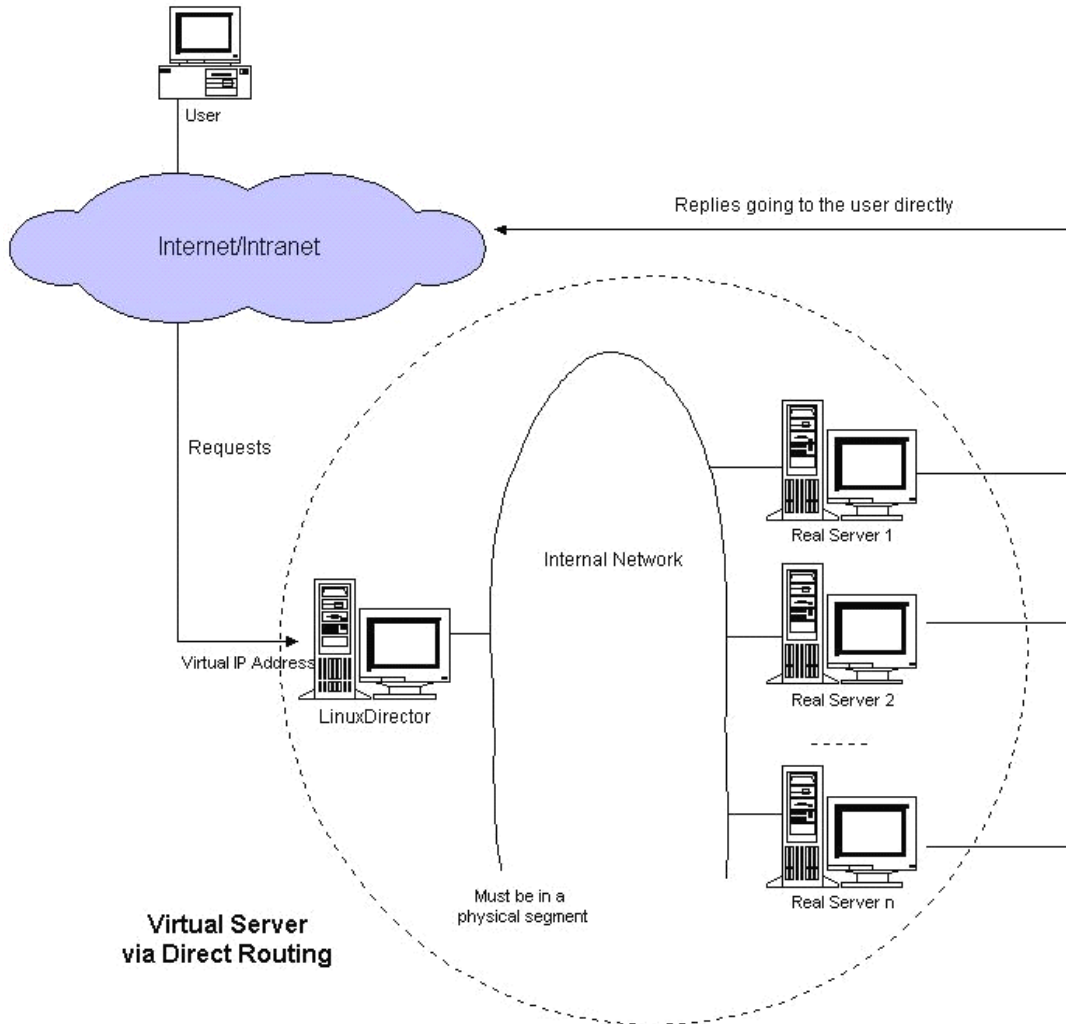 User
Internet/Intranet
Replies going to the user directly
Requests
Virtual IP Address
LinuxDirector
Internal Network
Real Server 1
Real Server 2
Real Server n
Must be in a
physical segment
Virtual Server
via Direct Routing